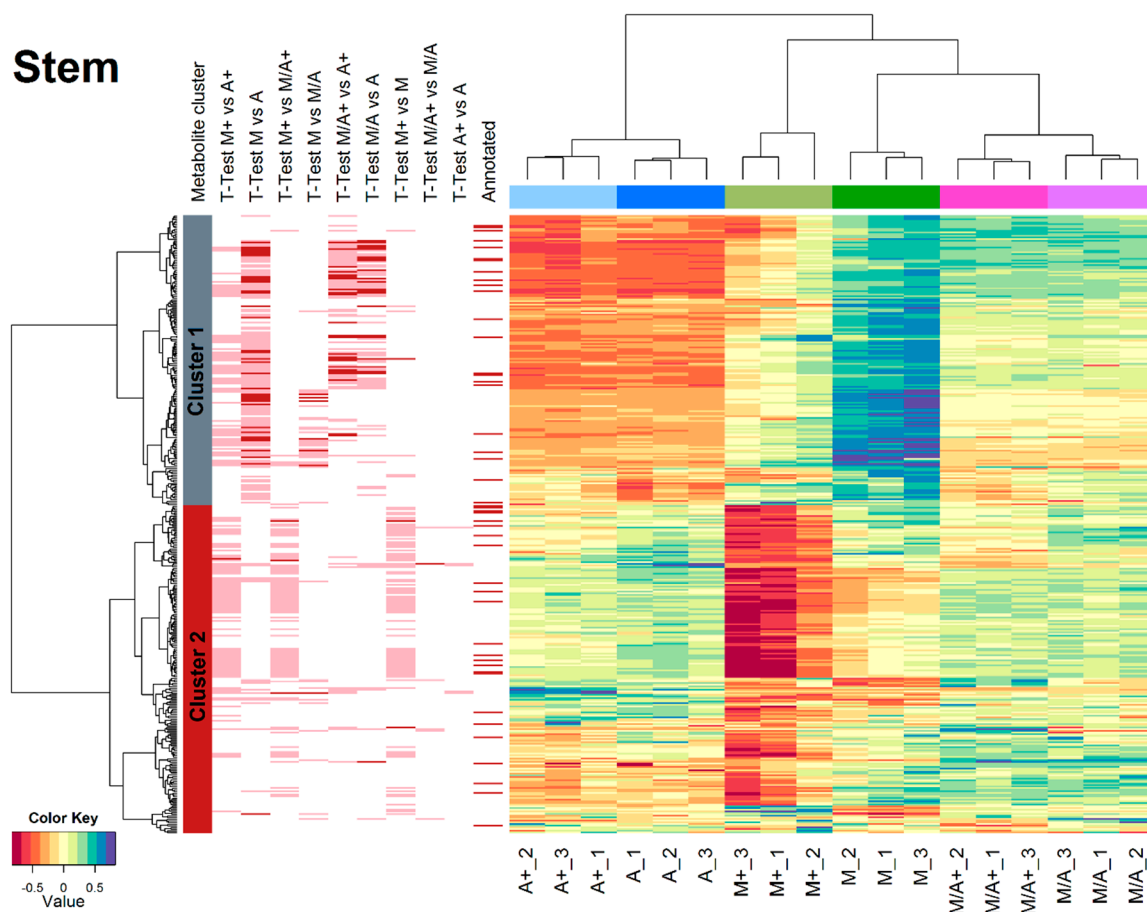 Stem
Metabolite cluster
T-Test M+ vs A+
T-Test M vs A
T-Test M+ vs M/A+
T-Test M vs M/A
T-Test M/A+ vs A+
T-Test M/A vs A
T-Test M+ vs M
T-Test M/A+ vs M/A
T-Test A+ vs A
Annotated
Cluster 1
Cluster 2
Color Key
-0.5 0 0.5
Value
A+_2
A+_3
A+_1
A_1
A_2
A_3
M+_3
M+_1
M+_2
M_2
M_1
M_3
M/A+_2
M/A+_1
M/A+_3
M/A_3
M/A_1
M/A_2